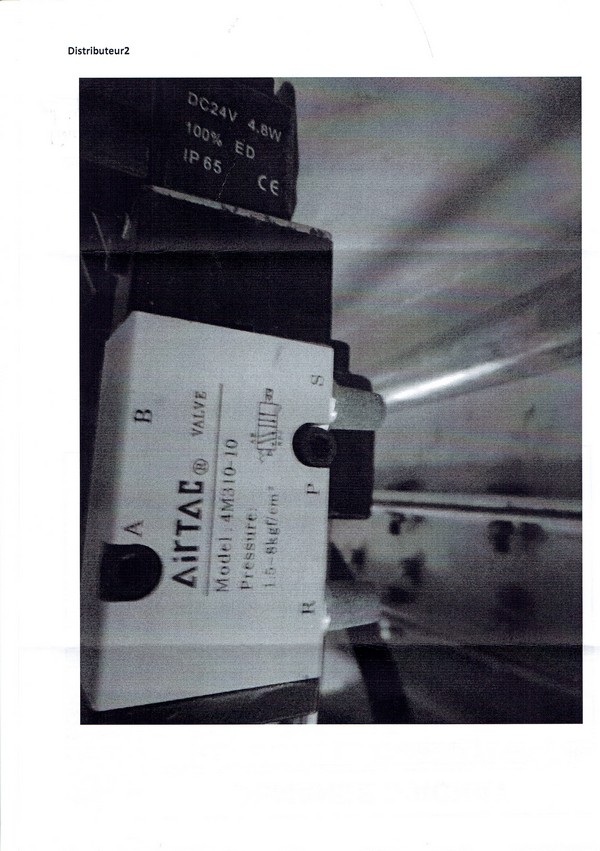 Distributeur2
DC24V 4.8W
100% ED
IP 65
CE
S
B
P
A
R
AirTAC® VALVE
Model: 4M310-10
Pressure:
1.5~8kgf/cm²